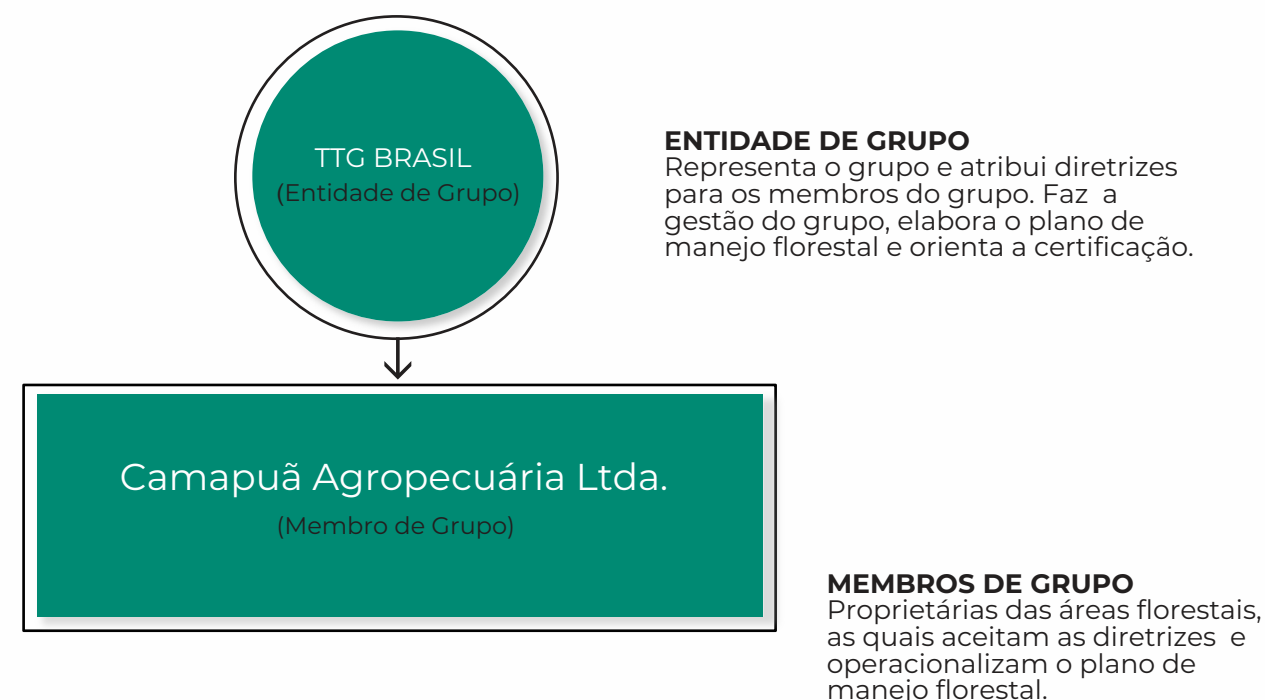 TTG BRASIL
(Entidade de Grupo)
ENTIDADE DE GRUPO
Representa o grupo e atribui diretrizes
para os membros do grupo. Faz a
gestão do grupo, elabora o plano de
manejo florestal e orienta a certificação.
Camapuã Agropecuária Ltda.
(Membro de Grupo)
MEMBROS DE GRUPO
Proprietárias das áreas florestais,
as quais aceitam as diretrizes e
operacionalizam o plano de
manejo florestal.